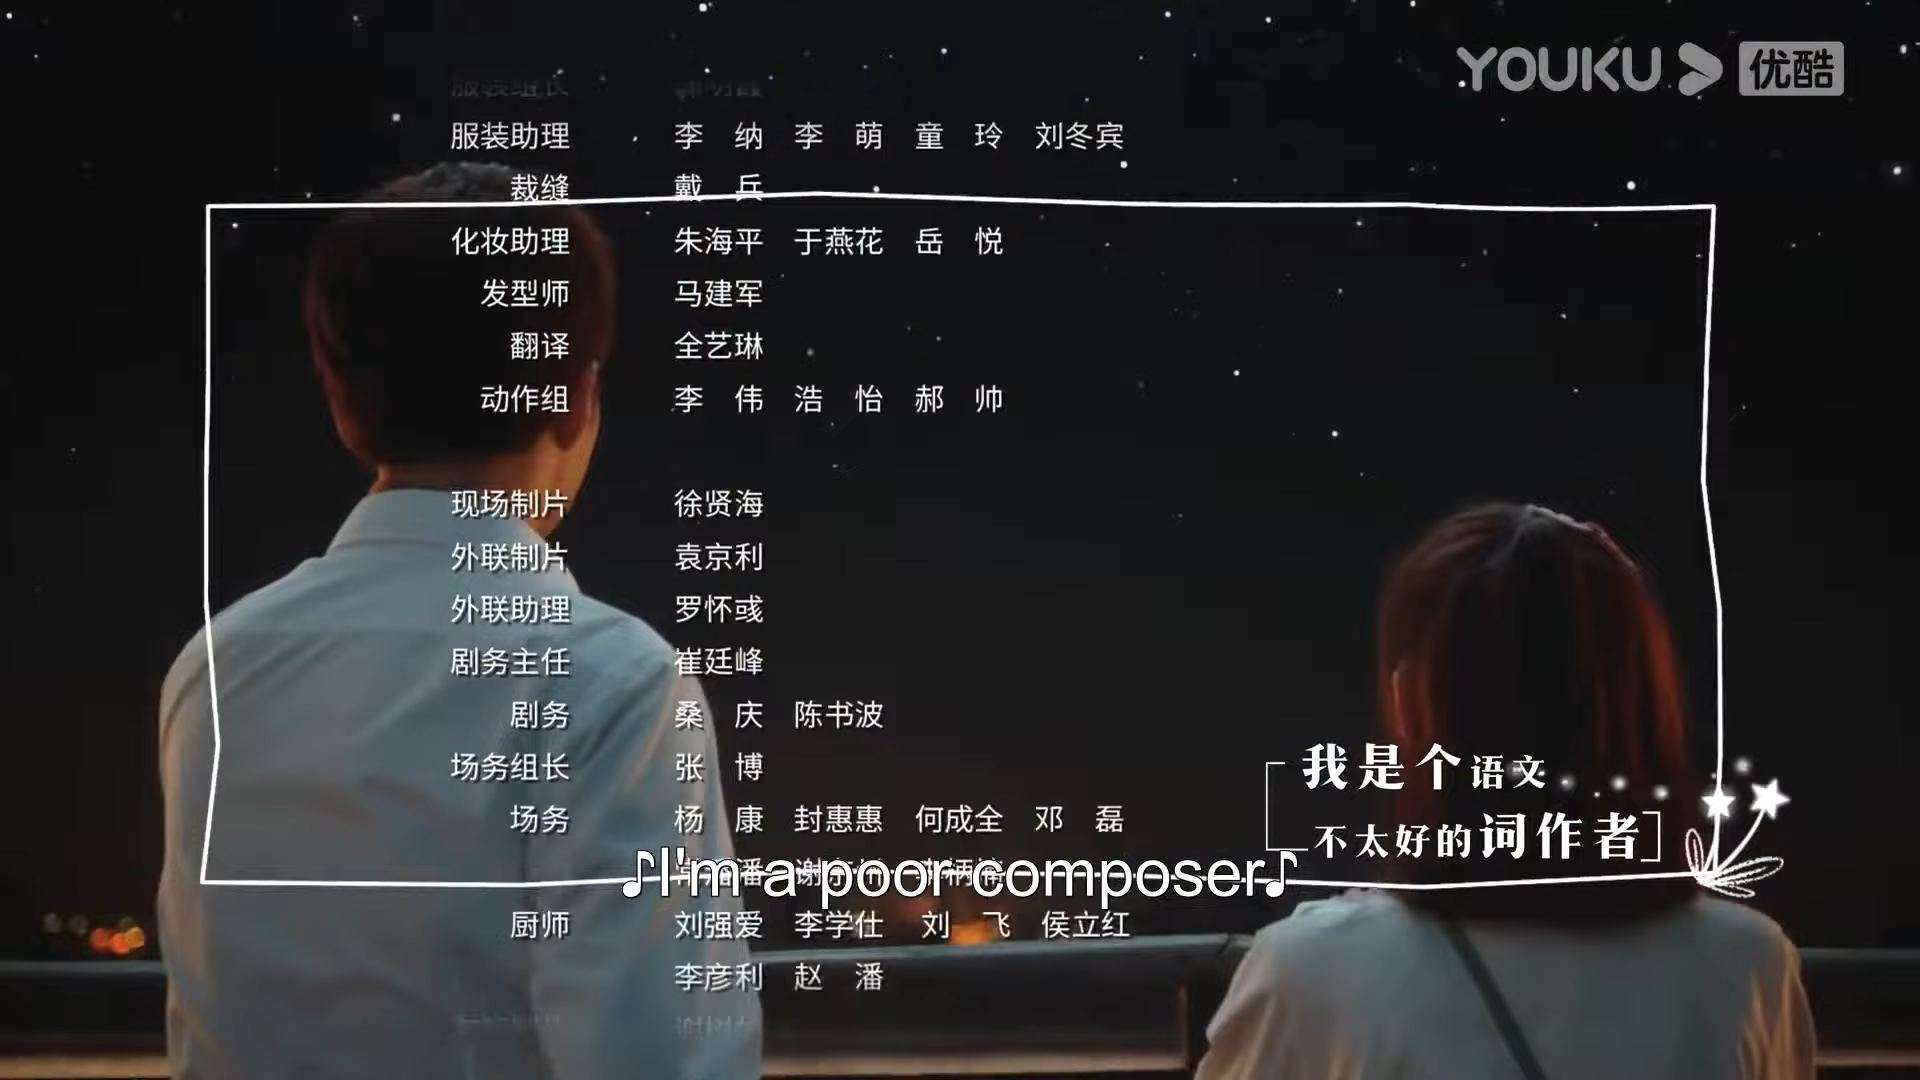 YOUKU 优酷
服装助理 李 纳 李 萌 童 玲 刘冬宾
裁缝 戴 兵
化妆助理 朱海平 于燕花 岳 悦
发型师 马建军
翻译 全艺琳
动作组 李 伟 浩 怡 郝 帅
现场制片 徐贤海
外联制片 袁京利
外联助理 罗怀彧
剧务主任 崔廷峰
剧务 桑 庆 陈书波
场务组长 张 博
场务 杨 康 封惠惠 何成全 邓 磊
我是个语文
不太好的词作者
♪I'm a poor composer♪
厨师 刘强爱 李学仕 刘 飞 侯立红
李彦利 赵 潘